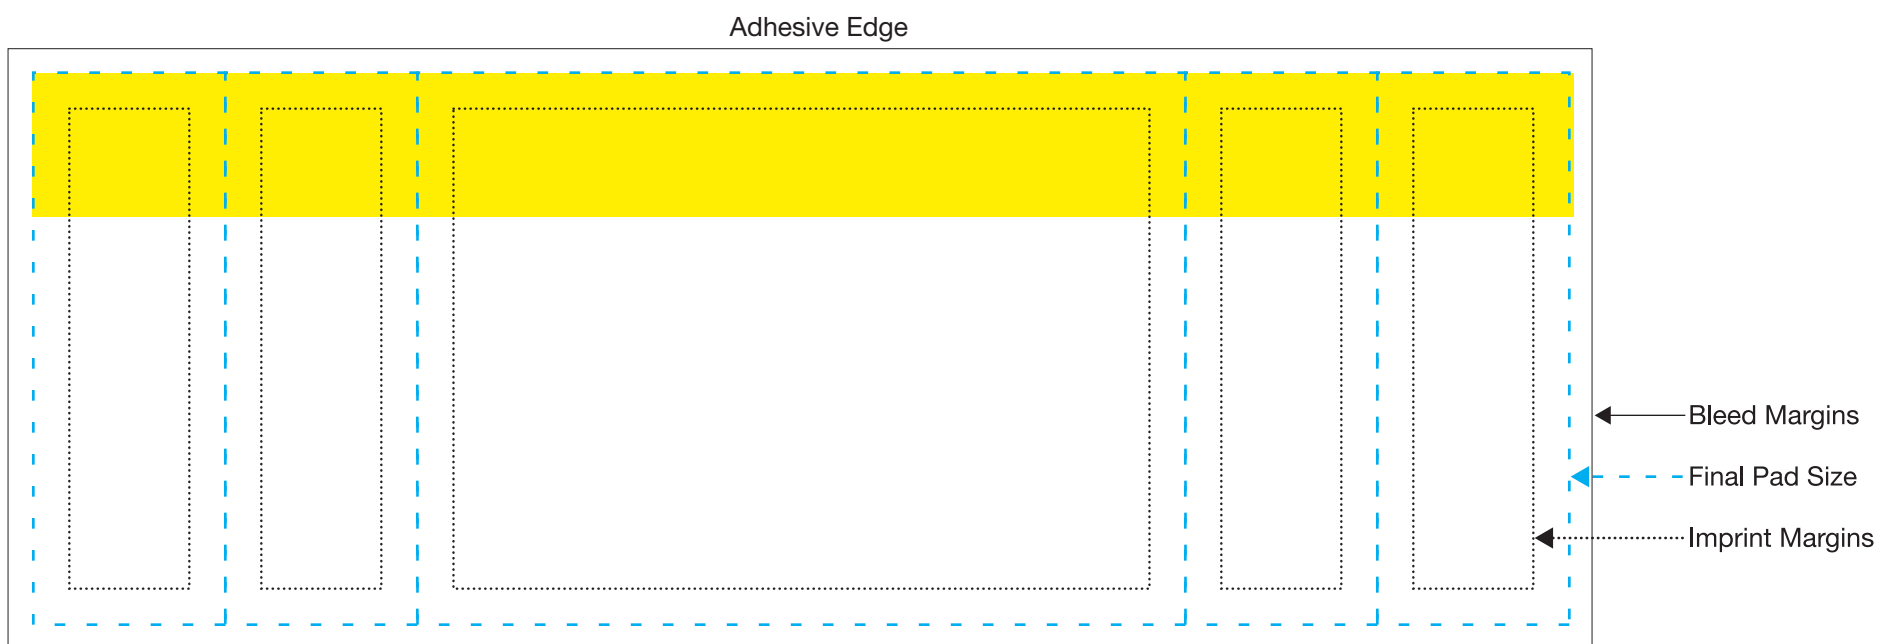 Adhesive Edge
Bleed Margins
Final Pad Size
Imprint Margins